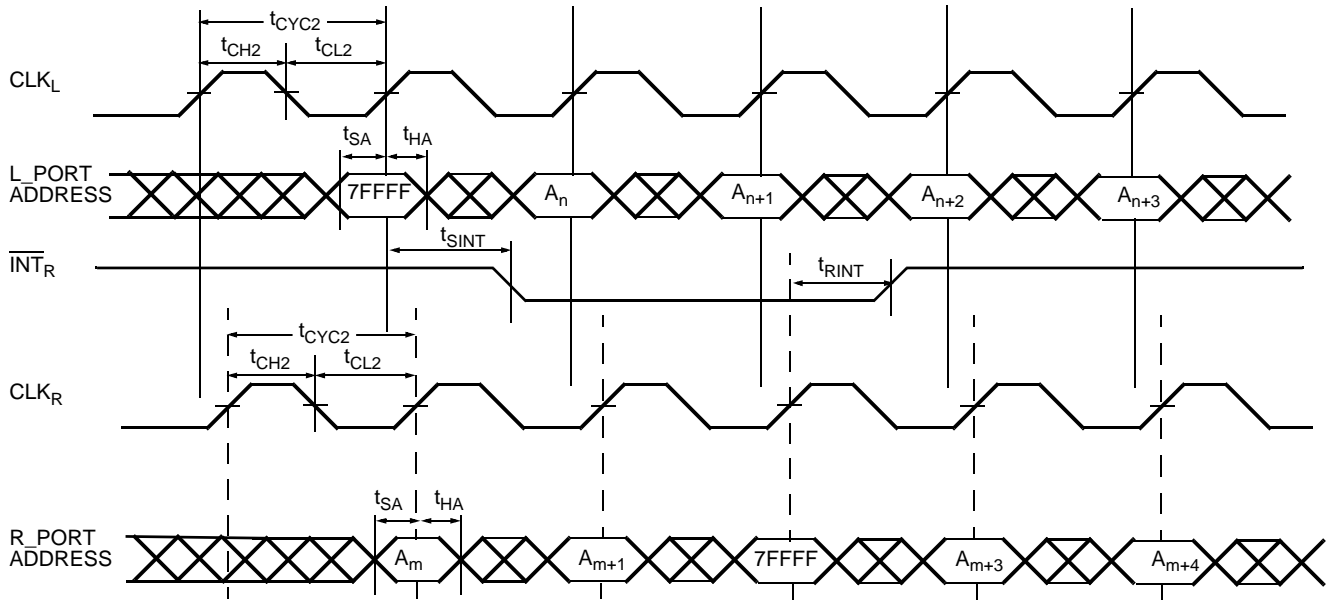 tCYC2
tCH2 tCL2
CLKL
tSA tHA
L_PORT
ADDRESS
7FFFF An An+1 An+2 An+3
tSINT
INTR
tRINT
tCYC2
tCH2 tCL2
CLKR
tSA tHA
R_PORT
ADDRESS
Am Am+1 7FFFF Am+3 Am+4